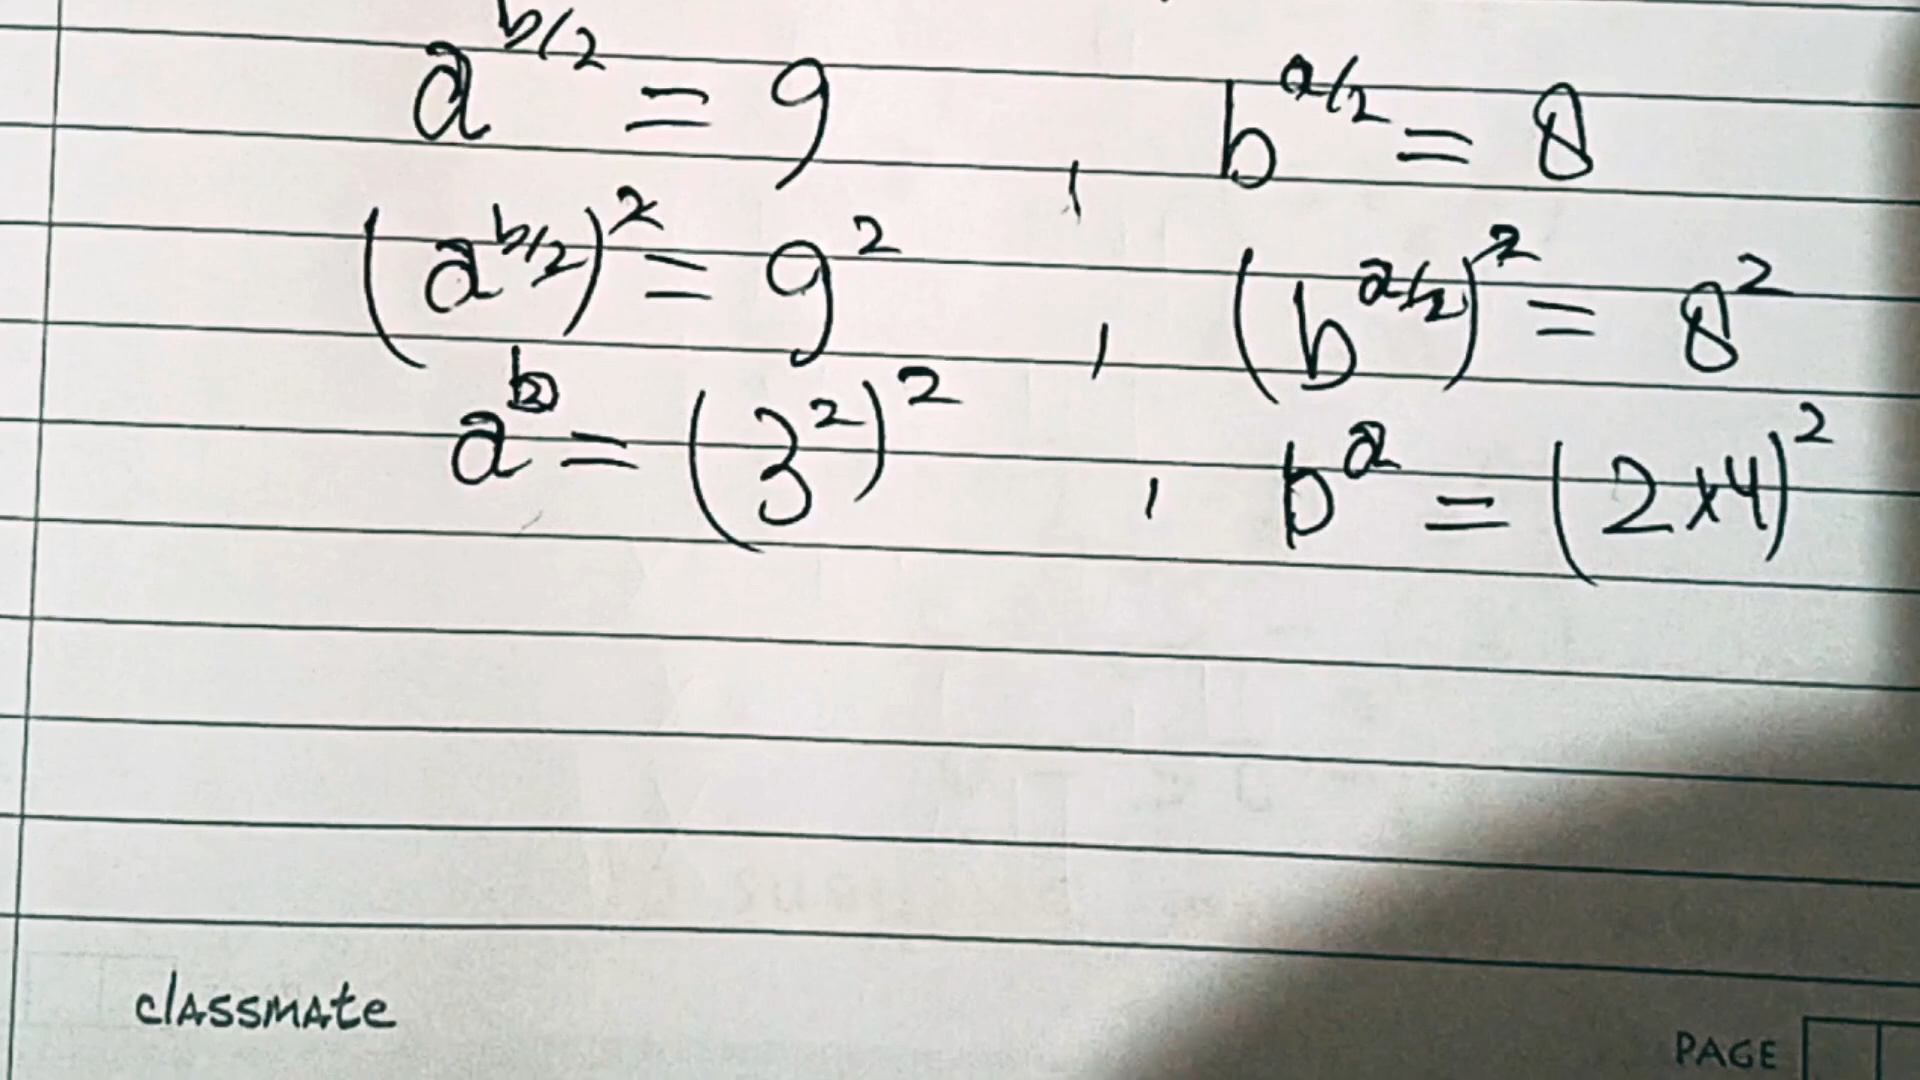 a^{b/2} = 9 , b^{a/2} = 8
(a^{b/2})^2 = 9^2 , (b^{a/2})^2 = 8^2
a^b = (3^2)^2 , b^a = (2×4)^2
classmate
PAGE